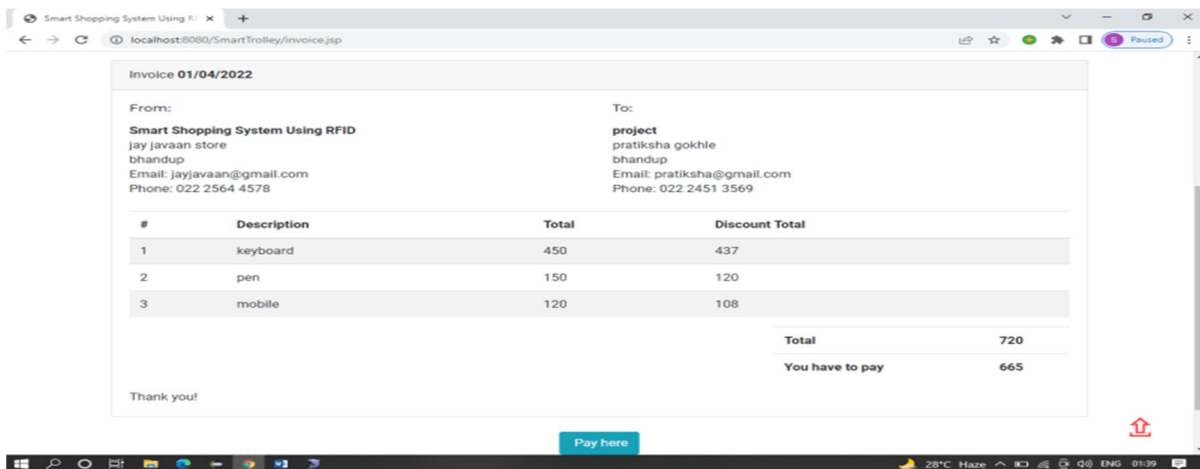 Smart Shopping System Using R
localhost:8080/SmartTrolley/invoice.jsp
S Paused
Invoice 01/04/2022
From:
To:
Smart Shopping System Using RFID
project
jay javaan store
pratiksha gokhle
bhandup
bhandup
Email: jayjavaan@gmail.com
Email: pratiksha@gmail.com
Phone: 022 2564 4578
Phone: 022 2451 3569
# Description Total Discount Total
1 keyboard 450 437
2 pen 150 120
3 mobile 120 108
Total 720
You have to pay 665
Thank you!
Pay here
28°C Haze ENG 01:39